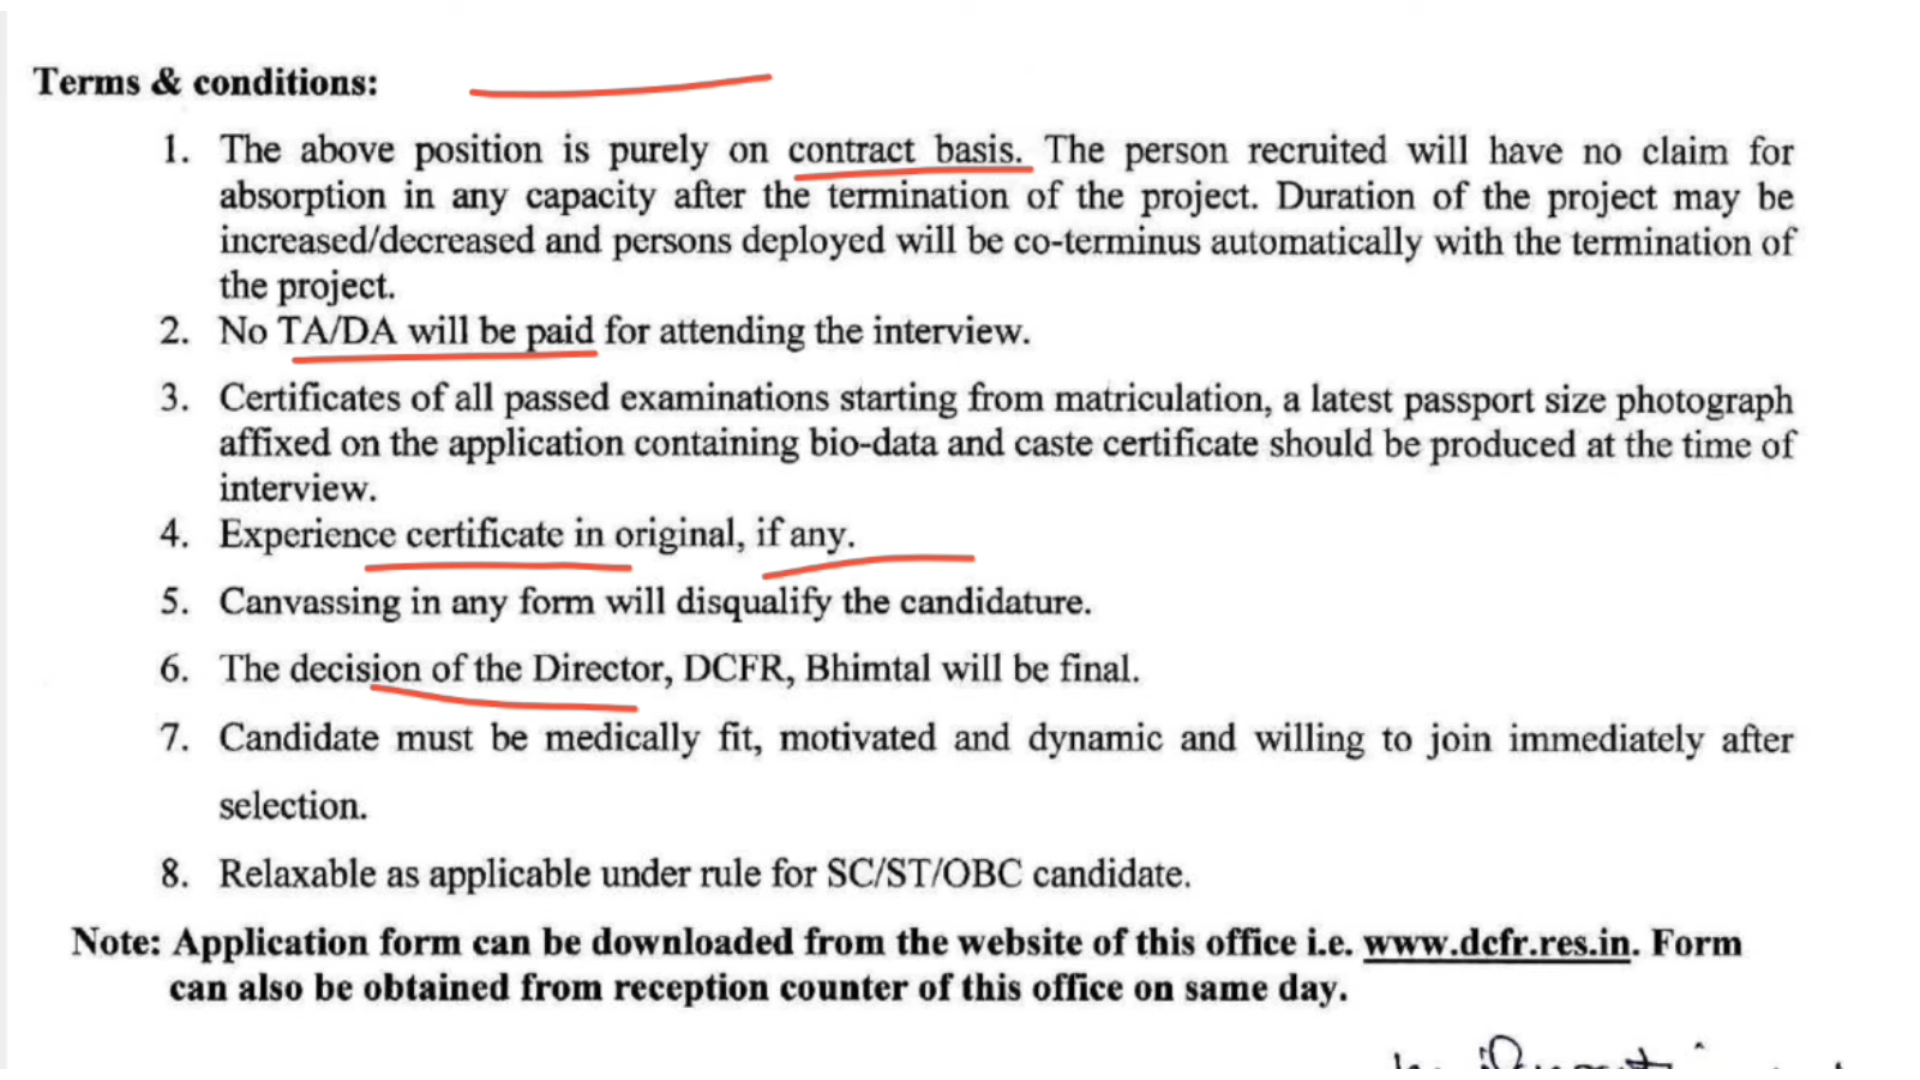 Terms & conditions:
1. The above position is purely on contract basis. The person recruited will have no claim for
absorption in any capacity after the termination of the project. Duration of the project may be
increased/decreased and persons deployed will be co-terminus automatically with the termination of
the project.
2. No TA/DA will be paid for attending the interview.
3. Certificates of all passed examinations starting from matriculation, a latest passport size photograph
affixed on the application containing bio-data and caste certificate should be produced at the time of
interview.
4. Experience certificate in original, if any.
5. Canvassing in any form will disqualify the candidature.
6. The decision of the Director, DCFR, Bhimtal will be final.
7. Candidate must be medically fit, motivated and dynamic and willing to join immediately after
selection.
8. Relaxable as applicable under rule for SC/ST/OBC candidate.
Note: Application form can be downloaded from the website of this office i.e. www.dcfr.res.in. Form
can also be obtained from reception counter of this office on same day.